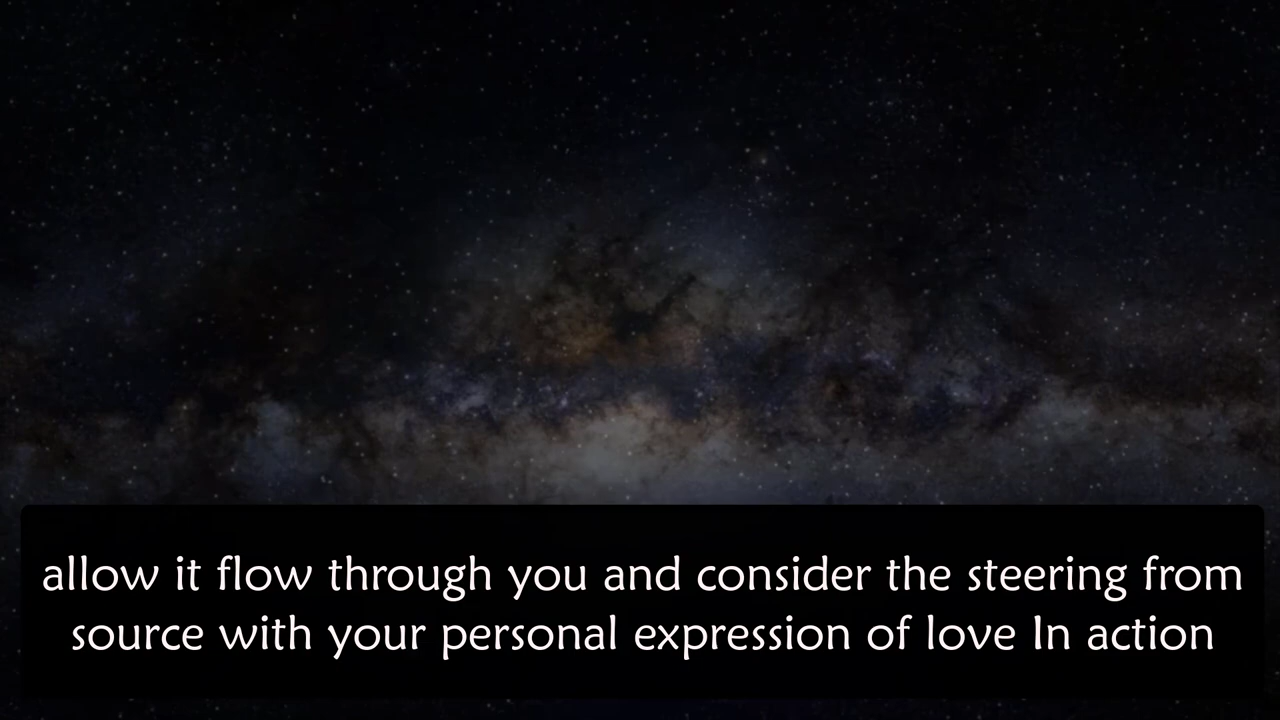 allow it flow through you and consider the steering from
source with your personal expression of love In action